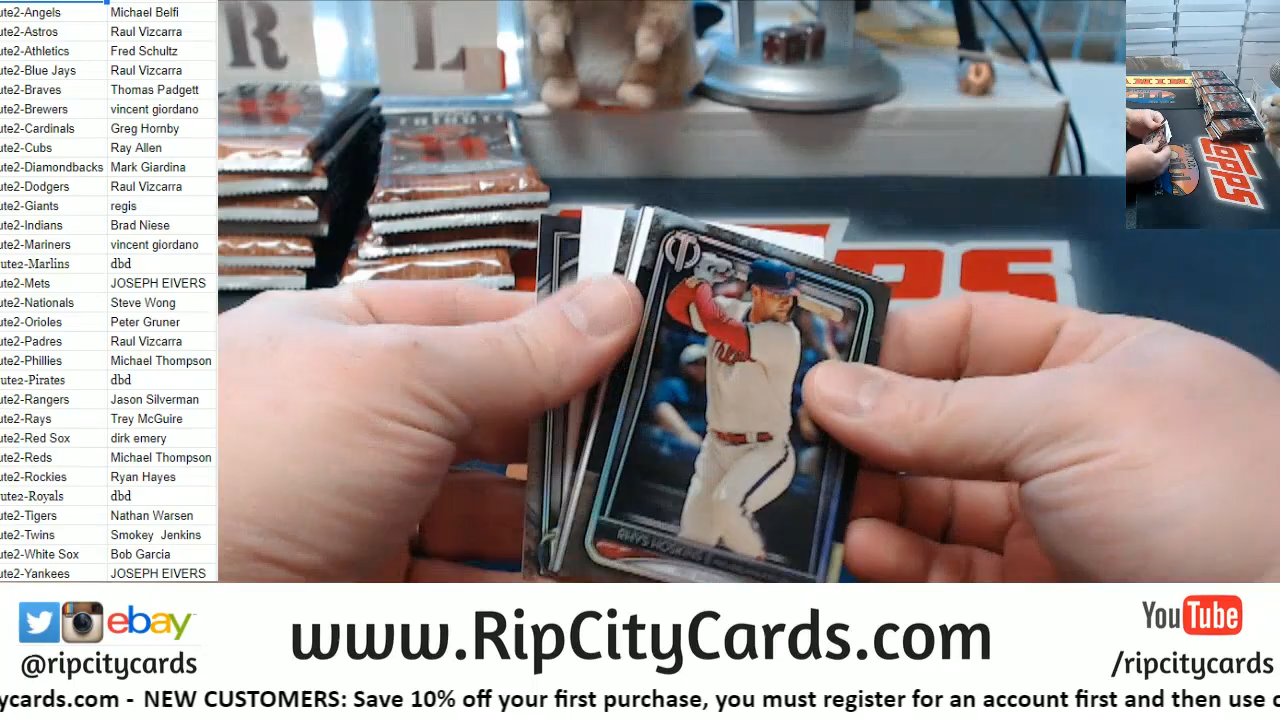 ute2-Angels Michael Belfi
ute2-Astros Raul Vizcarra
ute2-Athletics Fred Schultz
ute2-Blue Jays Raul Vizcarra
ute2-Braves Thomas Padgett
ute2-Brewers vincent giordano
ute2-Cardinals Greg Hornby
ute2-Cubs Ray Allen
ute2-Diamondbacks Mark Giardina
ute2-Dodgers Raul Vizcarra
ute2-Giants regis
ute2-Indians Brad Niese
ute2-Mariners vincent giordano
ute2-Marlins dbd
ute2-Mets JOSEPH EIVERS
ute2-Nationals Steve Wong
ute2-Orioles Peter Gruner
ute2-Padres Raul Vizcarra
ute2-Phillies Michael Thompson
ute2-Pirates dbd
ute2-Rangers Jason Silverman
ute2-Rays Trey McGuire
ute2-Red Sox dirk emery
ute2-Reds Michael Thompson
ute2-Rockies Ryan Hayes
ute2-Royals dbd
ute2-Tigers Nathan Warsen
ute2-Twins Smokey Jenkins
ute2-White Sox Bob Garcia
ute2-Yankees JOSEPH EIVERS
R L
RHYS HOSKINS
Topps
ebay
@ripcitycards
www.RipCityCards.com
YouTube
/ripcitycards
ycards.com - NEW CUSTOMERS: Save 10% off your first purchase, you must register for an account first and then use